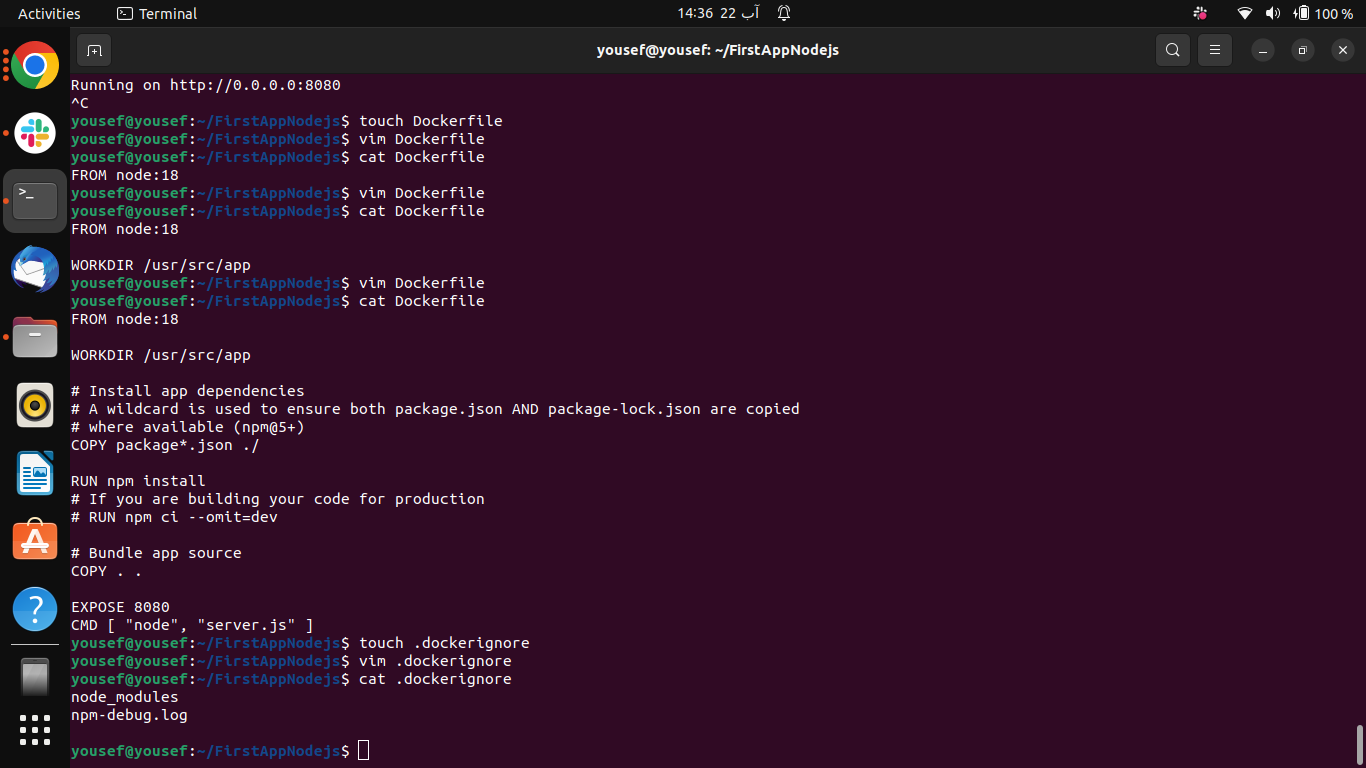 Activities
Terminal
14:36 22 آب
100 %
yousef@yousef: ~/FirstAppNodejs
Running on http://0.0.0.0:8080
^C
yousef@yousef:~/FirstAppNodejs$ touch Dockerfile
yousef@yousef:~/FirstAppNodejs$ vim Dockerfile
yousef@yousef:~/FirstAppNodejs$ cat Dockerfile
FROM node:18
yousef@yousef:~/FirstAppNodejs$ vim Dockerfile
yousef@yousef:~/FirstAppNodejs$ cat Dockerfile
FROM node:18
WORKDIR /usr/src/app
yousef@yousef:~/FirstAppNodejs$ vim Dockerfile
yousef@yousef:~/FirstAppNodejs$ cat Dockerfile
FROM node:18
WORKDIR /usr/src/app
# Install app dependencies
# A wildcard is used to ensure both package.json AND package-lock.json are copied
# where available (npm@5+)
COPY package*.json ./
RUN npm install
# If you are building your code for production
# RUN npm ci --omit=dev
# Bundle app source
COPY . .
EXPOSE 8080
CMD [ "node", "server.js" ]
yousef@yousef:~/FirstAppNodejs$ touch .dockerignore
yousef@yousef:~/FirstAppNodejs$ vim .dockerignore
yousef@yousef:~/FirstAppNodejs$ cat .dockerignore
node_modules
npm-debug.log
yousef@yousef:~/FirstAppNodejs$